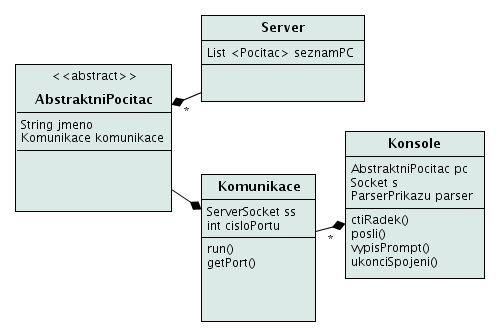 Server
List <Pocitac> seznamPC
<<abstract>>
AbstraktniPocitac
String jmeno
Komunikace komunikace
*
Komunikace
ServerSocket ss
int cisloPortu
run()
getPort()
*
Konsole
AbstraktniPocitac pc
Socket s
ParserPrikazu parser
ctiRadek()
posli()
vypisPrompt()
ukonciSpojeni()